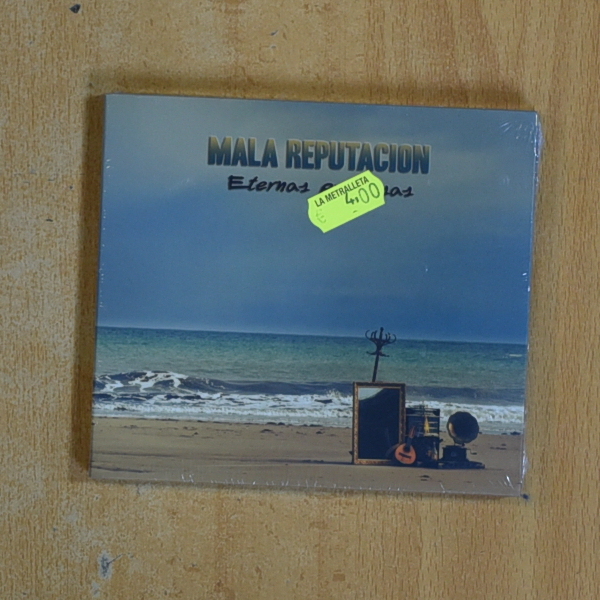 MALA REPUTACION
Eternas
LA METRALLETA
€ 4,00